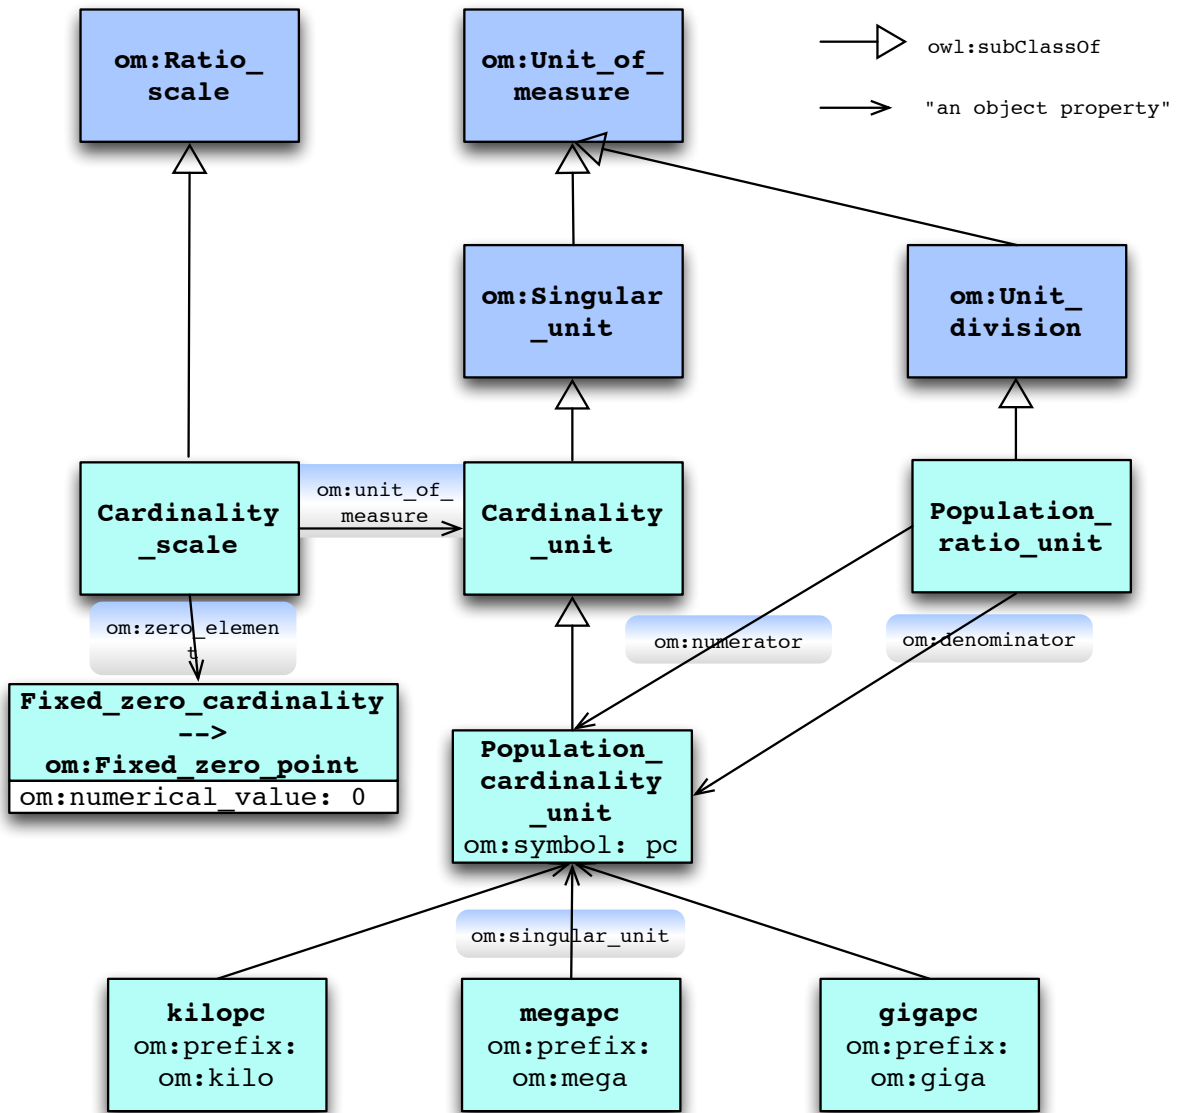 om:Ratio_
scale
om:Unit_of_
measure
owl:subClassOf
"an object property"
om:Singular
_unit
om:Unit_
division
Cardinality
_scale
om:unit_of_
measure
Cardinality
_unit
Population_
ratio_unit
om:zero_elemen
t
om:numerator
om:denominator
Fixed_zero_cardinality
-->
om:Fixed_zero_point
om:numerical_value: 0
Population_
cardinality
_unit
om:symbol: pc
om:singular_unit
kilopc
om:prefix:
om:kilo
megapc
om:prefix:
om:mega
gigapc
om:prefix:
om:giga